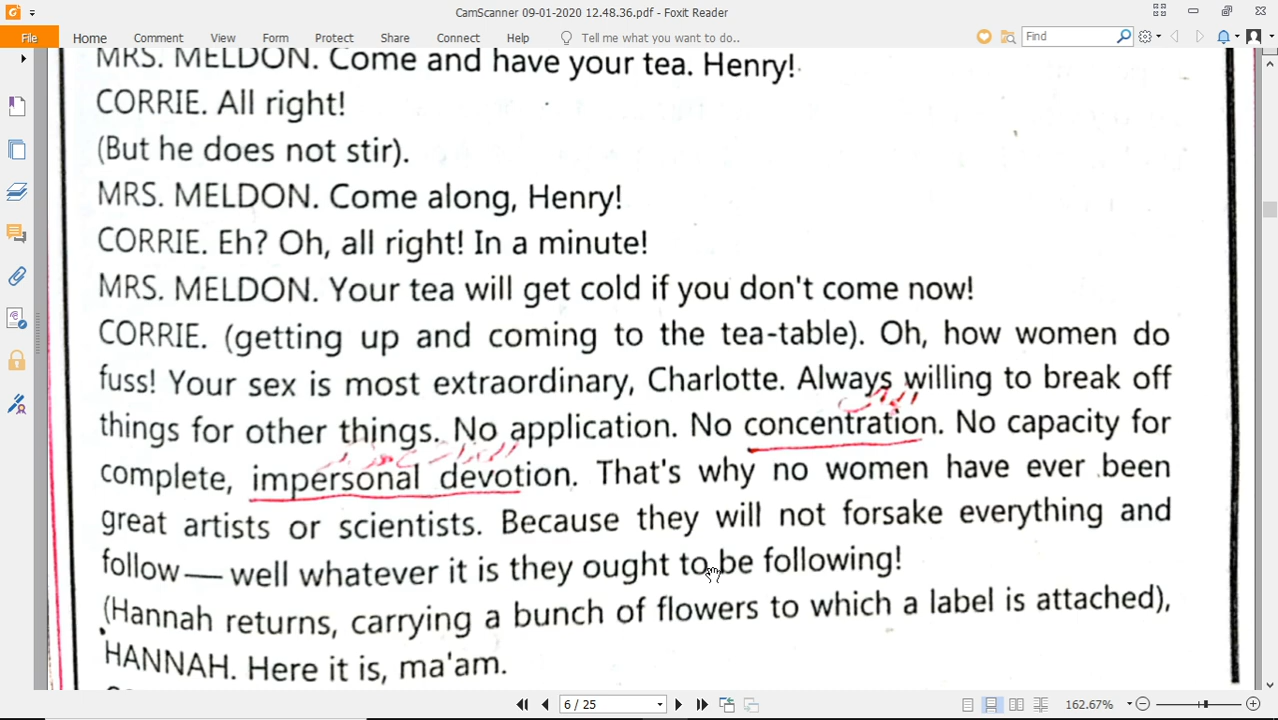 CamScanner 09-01-2020 12.48.36.pdf - Foxit Reader
File Home Comment View Form Protect Share Connect Help Tell me what you want to do.. Find
MRS. MELDON. Come and have your tea. Henry!
CORRIE. All right!
(But he does not stir).
MRS. MELDON. Come along, Henry!
CORRIE. Eh? Oh, all right! In a minute!
MRS. MELDON. Your tea will get cold if you don't come now!
CORRIE. (getting up and coming to the tea-table). Oh, how women do
fuss! Your sex is most extraordinary, Charlotte. Always willing to break off
things for other things. No application. No concentration. No capacity for
complete, impersonal devotion. That's why no women have ever been
great artists or scientists. Because they will not forsake everything and
follow— well whatever it is they ought to be following!
(Hannah returns, carrying a bunch of flowers to which a label is attached),
HANNAH. Here it is, ma'am.
6 / 25 162.67%